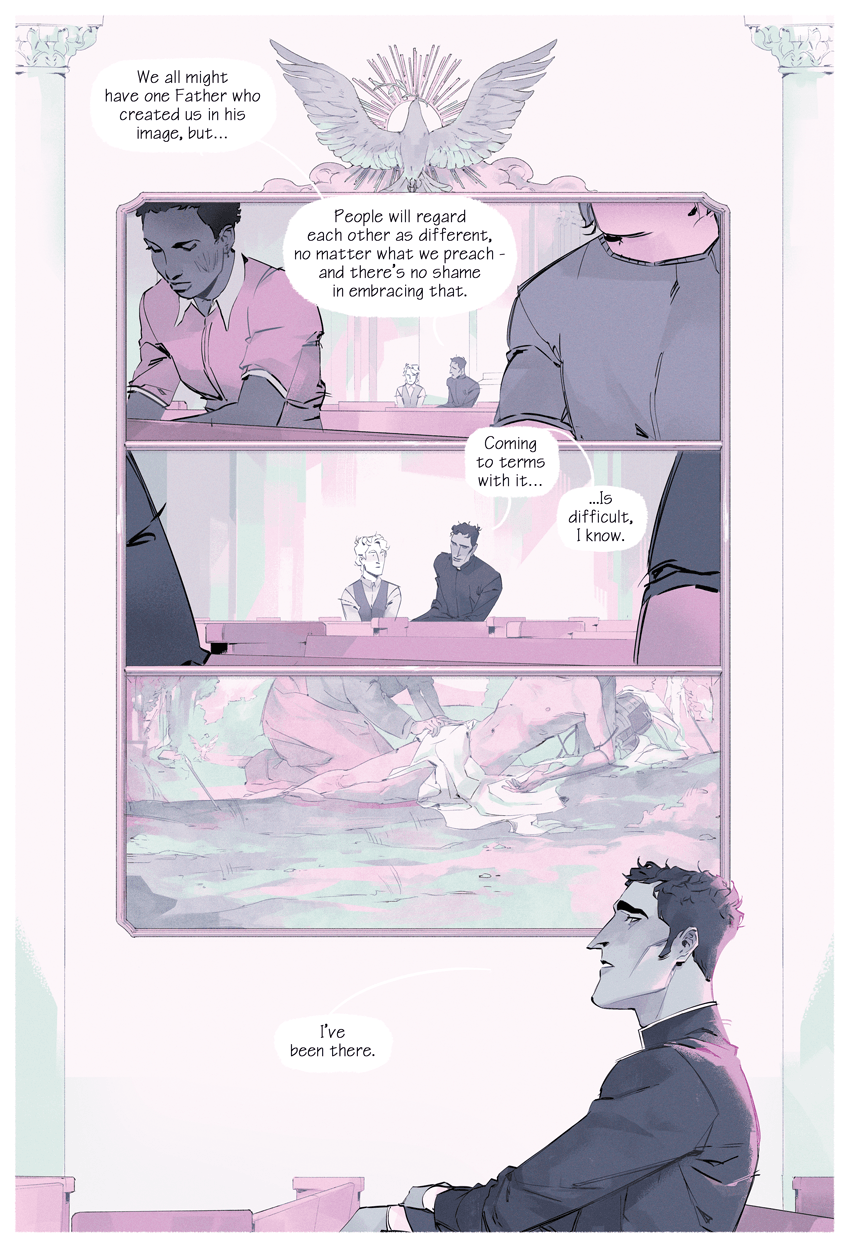 We all might
have one Father who
created us in his
image, but...
People will regard
each other as different,
no matter what we preach -
and there's no shame
in embracing that.
Coming
to terms
with it...
...Is
difficult,
I know.
I've
been there.